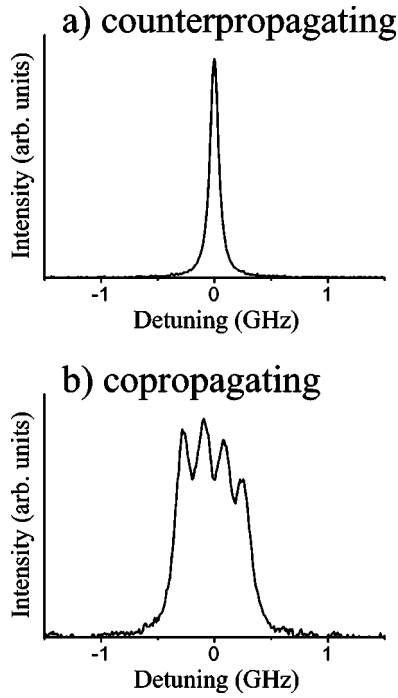 a) counterpropagating
Intensity (arb. units)
-1 0 1
Detuning (GHz)
b) copropagating
Intensity (arb. units)
-1 0 1
Detuning (GHz)